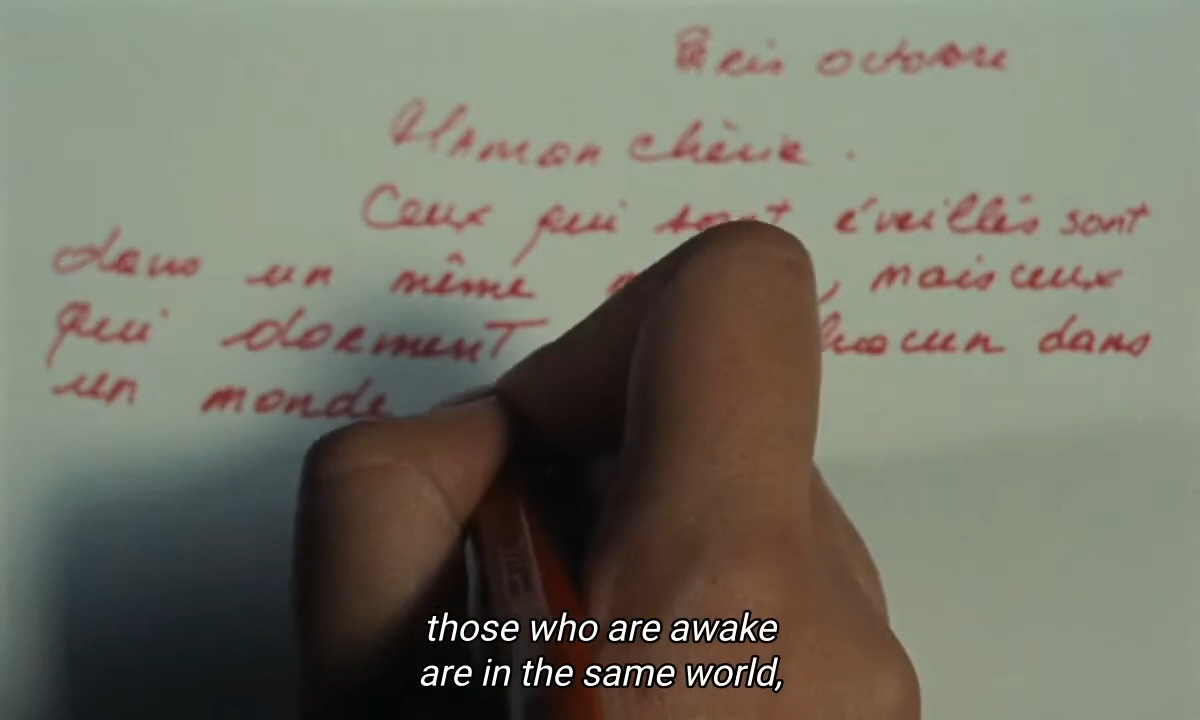 Paris octobre
Maman chérie.
Ceux qui sont éveillés sont
dans un même , mais ceux
qui dorment chacun dans
un monde
those who are awake
are in the same world,